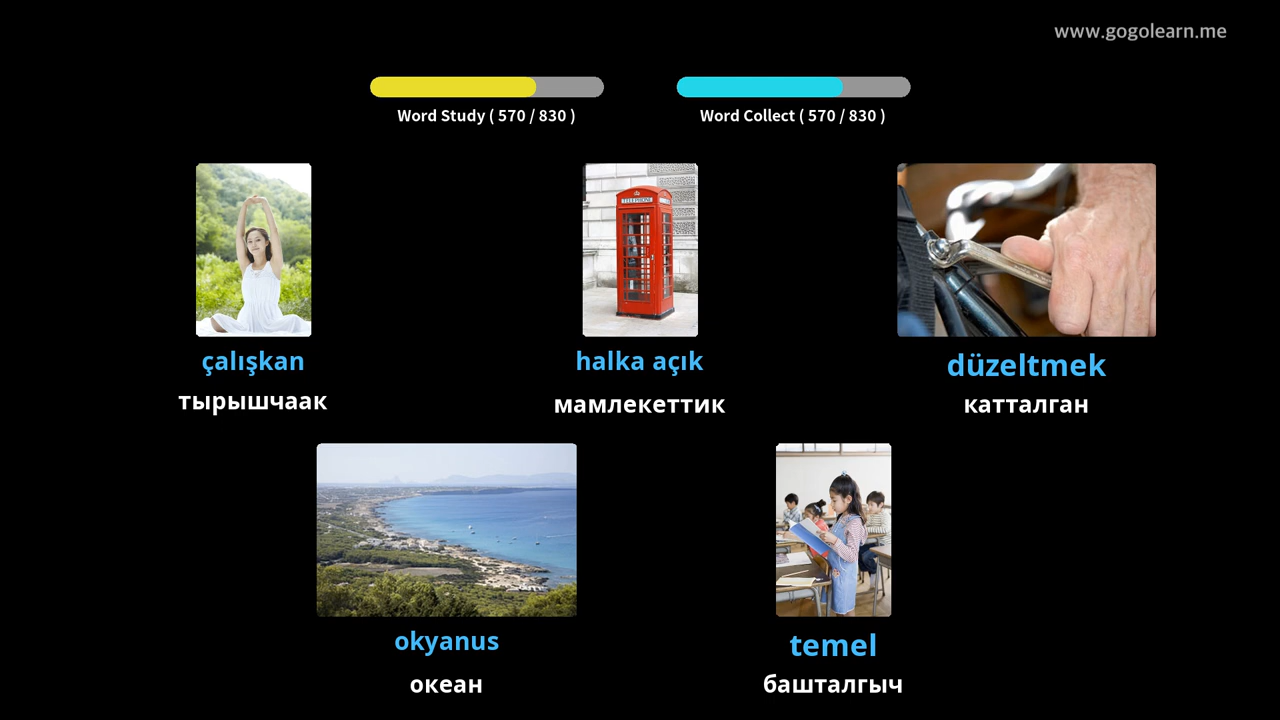 www.gogolearn.me
Word Study ( 570 / 830 )
Word Collect ( 570 / 830 )
TELEPHONE
çalışkan
тырышчаак
halka açık
мамлекеттик
düzeltmek
катталган
okyanus
океан
temel
башталгыч